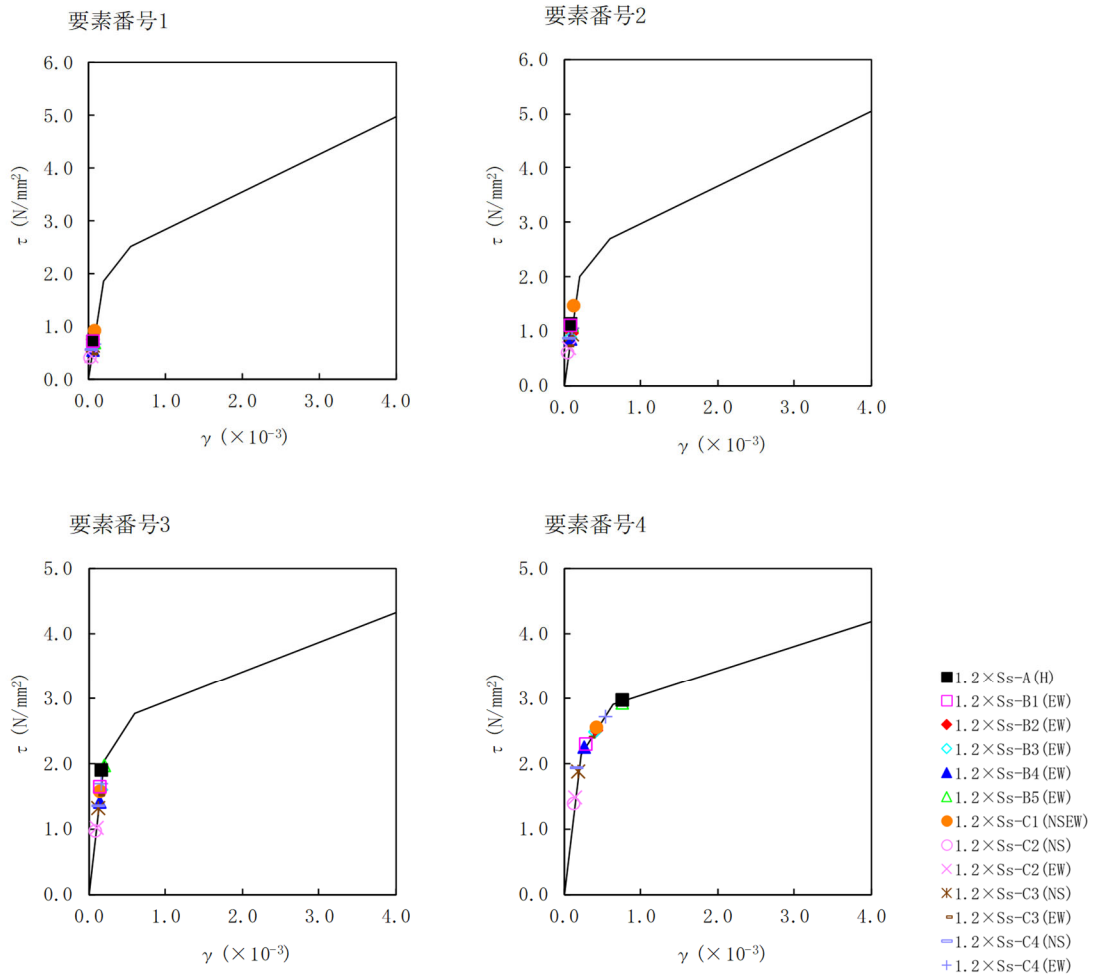 要素番号1
6.0
5.0
4.0
3.0
2.0
1.0
0.0
τ (N/mm²)
0.0 1.0 2.0 3.0 4.0
γ (×10⁻³)
要素番号2
6.0
5.0
4.0
3.0
2.0
1.0
0.0
τ (N/mm²)
0.0 1.0 2.0 3.0 4.0
γ (×10⁻³)
要素番号3
5.0
4.0
3.0
2.0
1.0
0.0
τ (N/mm²)
0.0 1.0 2.0 3.0 4.0
γ (×10⁻³)
要素番号4
5.0
4.0
3.0
2.0
1.0
0.0
τ (N/mm²)
0.0 1.0 2.0 3.0 4.0
γ (×10⁻³)
1.2×Ss-A(H)
1.2×Ss-B1(EW)
1.2×Ss-B2(EW)
1.2×Ss-B3(EW)
1.2×Ss-B4(EW)
1.2×Ss-B5(EW)
1.2×Ss-C1(NSEW)
1.2×Ss-C2(NS)
1.2×Ss-C2(EW)
1.2×Ss-C3(NS)
1.2×Ss-C3(EW)
1.2×Ss-C4(NS)
1.2×Ss-C4(EW)